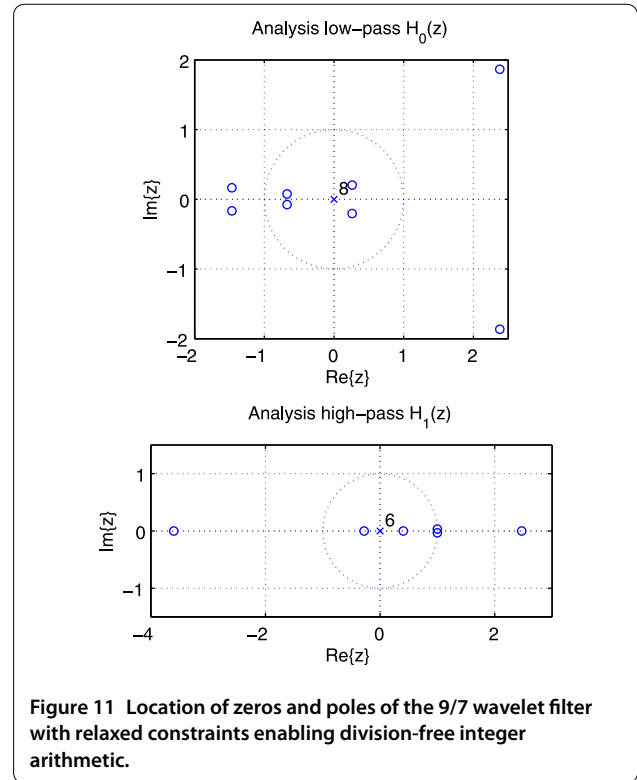 Analysis low−pass H0(z)
2
1
0
−1
−2
Im{z}
8
−2
−1
0
1
2
Re{z}
Analysis high−pass H1(z)
1
0
−1
Im{z}
6
−4
−2
0
2
Re{z}
Figure 11 Location of zeros and poles of the 9/7 wavelet filter
with relaxed constraints enabling division-free integer
arithmetic.